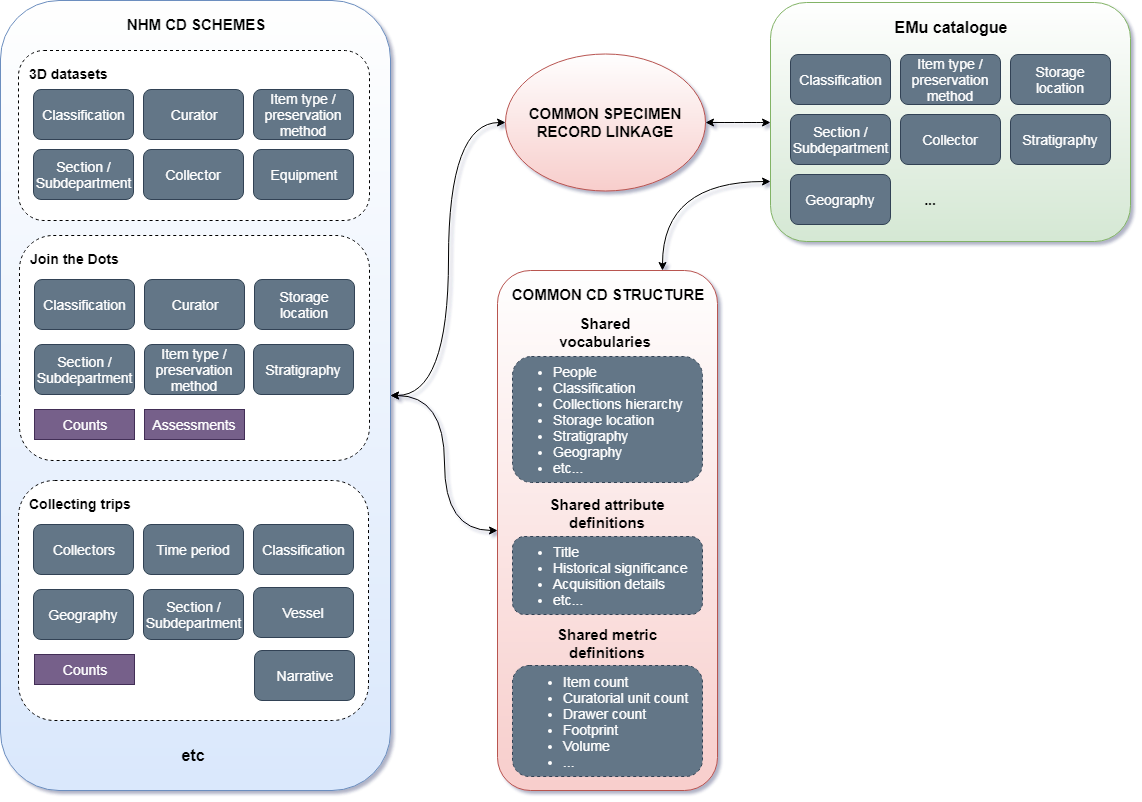 NHM CD SCHEMES
3D datasets
Classification
Curator
Item type /
preservation
method
Section /
Subdepartment
Collector
Equipment
Join the Dots
Classification
Curator
Storage
location
Section /
Subdepartment
Item type /
preservation
method
Stratigraphy
Counts
Assessments
Collecting trips
Collectors
Time period
Classification
Geography
Section /
Subdepartment
Vessel
Counts
Narrative
etc
COMMON SPECIMEN
RECORD LINKAGE
EMu catalogue
Classification
Item type /
preservation
method
Storage
location
Section /
Subdepartment
Collector
Stratigraphy
Geography
...
COMMON CD STRUCTURE
Shared
vocabularies
• People
• Classification
• Collections hierarchy
• Storage location
• Stratigraphy
• Geography
• etc...
Shared attribute
definitions
• Title
• Historical significance
• Acquisition details
• etc...
Shared metric
definitions
• Item count
• Curatorial unit count
• Drawer count
• Footprint
• Volume
• ...